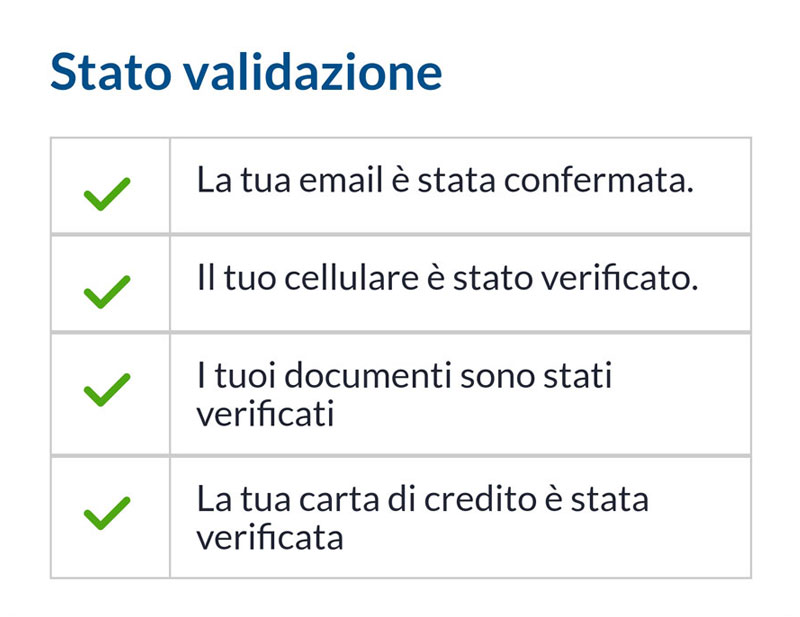 Stato validazione
La tua email è stata confermata.
Il tuo cellulare è stato verificato.
I tuoi documenti sono stati
verificati
La tua carta di credito è stata
verificata